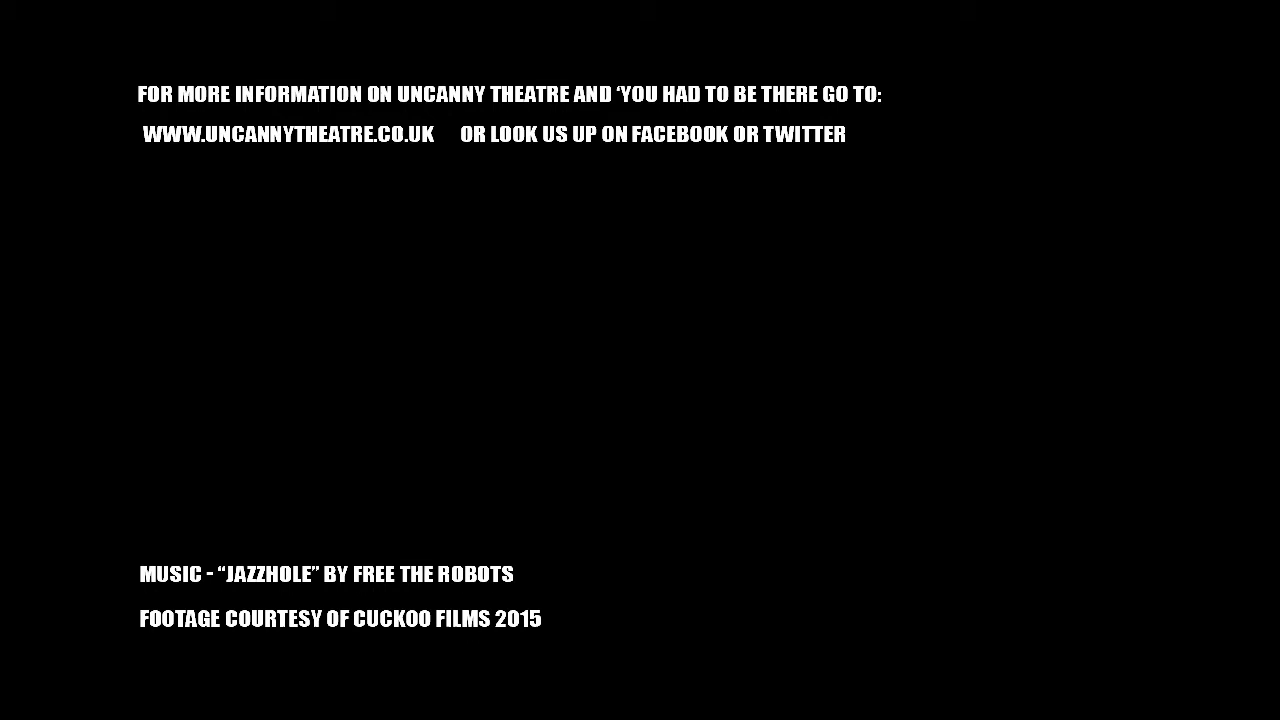 FOR MORE INFORMATION ON UNCANNY THEATRE AND ‘YOU HAD TO BE THERE GO TO:
WWW.UNCANNYTHEATRE.CO.UK OR LOOK US UP ON FACEBOOK OR TWITTER
MUSIC - “JAZZHOLE” BY FREE THE ROBOTS
FOOTAGE COURTESY OF CUCKOO FILMS 2015